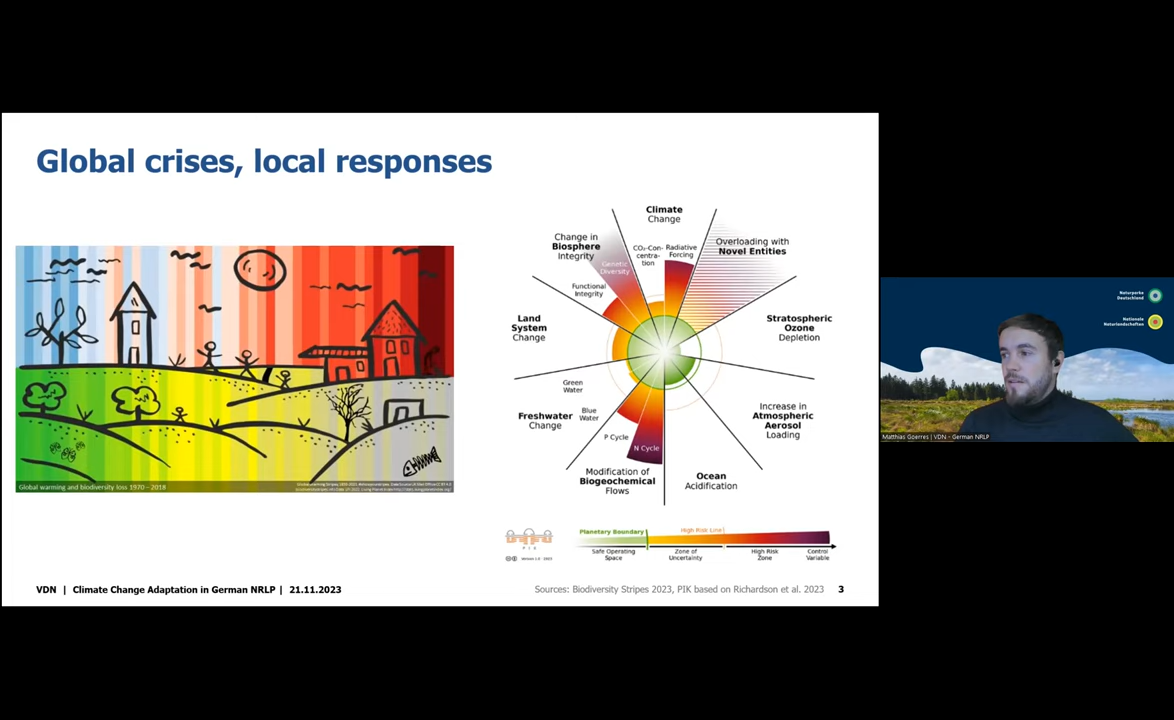 Global crises, local responses
Climate
Change
Change in
Biosphere
Integrity
CO₂-Con-
centra-
tion
Radiative
Forcing
Overloading with
Novel Entities
Genetic
Diversity
Functional
Integrity
Land
System
Change
Stratospheric
Ozone
Depletion
Green
Water
Freshwater
Change
Blue
Water
P Cycle
N Cycle
Increase in
Atmospheric
Aerosol
Loading
Modification of
Biogeochemical
Flows
Ocean
Acidification
Global warming and biodiversity loss 1970 - 2018
Planetary Boundary
High Risk Line
Safe Operating
Space
Zone of
Uncertainty
High Risk
Zone
Control
Variable
P I K
VDN | Climate Change Adaptation in German NRLP | 21.11.2023
Sources: Biodiversity Stripes 2023, PIK based on Richardson et al. 2023
3
Naturparke
Deutschland
Nationale
Naturlandschaften
Matthias Goerres | VDN - German NRLP